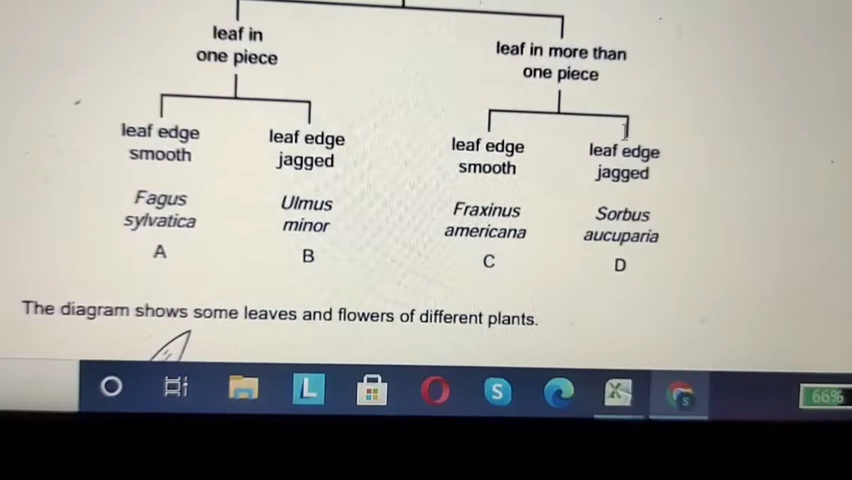 leaf in
one piece
leaf in more than
one piece
leaf edge
smooth
leaf edge
jagged
leaf edge
smooth
leaf edge
jagged
Fagus
sylvatica
Ulmus
minor
Fraxinus
americana
Sorbus
aucuparia
A
B
C
D
The diagram shows some leaves and flowers of different plants.
L
S
X
S
66%